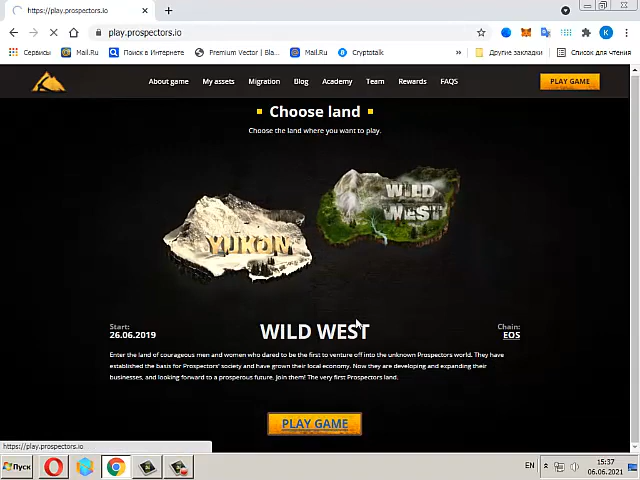 https://play.prospectors.io
play.prospectors.io
Сервисы
Mail.Ru
Поиск в Интернете
Premium Vector | Bla...
Mail.Ru
Cryptotalk
»
Другие закладки
Список для чтения
K
About game
My assets
Migration
Blog
Academy
Team
Rewards
FAQS
PLAY GAME
Choose land
Choose the land where you want to play.
WILD WEST
YUKON
Start:
26.06.2019
WILD WEST
Chain:
EOS
Enter the land of courageous men and women who dared to be the first to venture off into the unknown Prospectors world. They have
established the basis for Prospectors' society and have grown their local economy. Now they are developing and expanding their
businesses, and looking forward to a prosperous future. Join them! The very first Prospectors land.
PLAY GAME
https://play.prospectors.io
Пуск
EN
15:37
06.06.2021